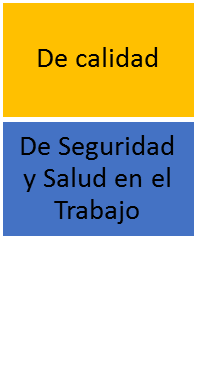 De calidad
De Seguridad
y Salud en el
Trabajo